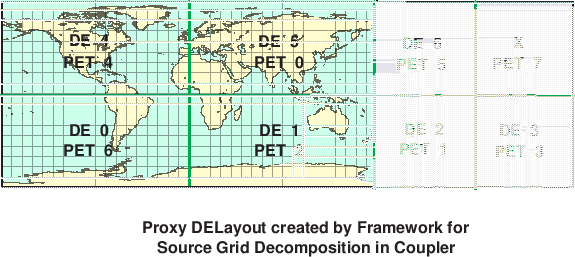 DE 4
DE 5
DE 6
X
PET 4
PET 0
PET 5
PET 7
DE 0
DE 1
DE 2
DE-3
PET 6
PET 2
PET 1
PET-3
Proxy DELayout created by Framework for
Source Grid Decomposition in Coupler